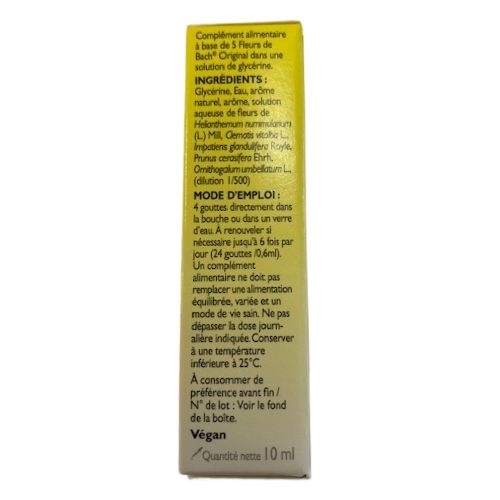 Complément alimentaire
à base de 5 Fleurs de
Bach® Original dans une
solution de glycérine.
INGRÉDIENTS :
Glycérine, Eau, arôme
naturel, arôme, solution
aqueuse de fleurs de
Helianthemum nummularium
(L.) Mill, Clematis vitalba L.,
Impatiens glandulifera Royle,
Prunus cerasifera Ehrh,
Ornithogalum umbellatum L,
(dilution 1/500)
MODE D'EMPLOI :
4 gouttes directement dans
la bouche ou dans un verre
d'eau. À renouveler si
nécessaire jusqu'à 6 fois par
jour (24 gouttes /0,6ml).
Un complément
alimentaire ne doit pas
remplacer une alimentation
équilibrée, variée et un
mode de vie sain. Ne pas
dépasser la dose journ-
alière indiquée. Conserver
à une température
inférieure à 25°C.
À consommer de
préférence avant fin /
N° de lot : Voir le fond
de la boîte.
Végan
Quantité nette 10 ml